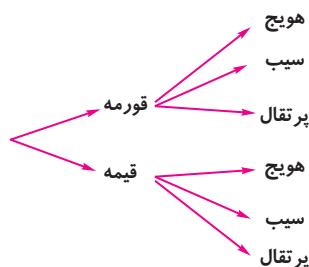 هویج
سیب
قورمه
پرتقال
هویج
قیمه
سیب
پرتقال